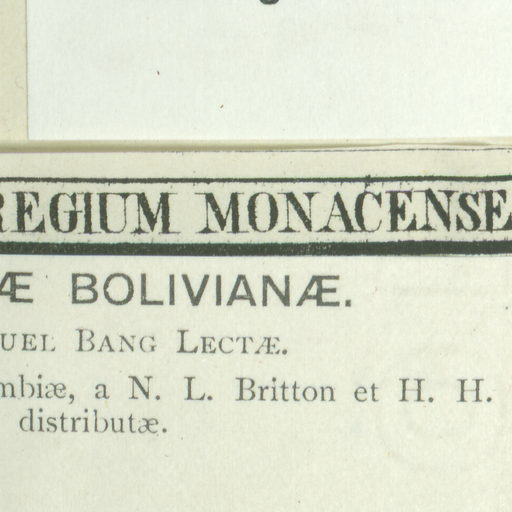 REGIUM MONACENSE
Æ BOLIVIANÆ.
UEL BANG LECTÆ.
mbiæ, a N. L. Britton et H. H.
distributæ.